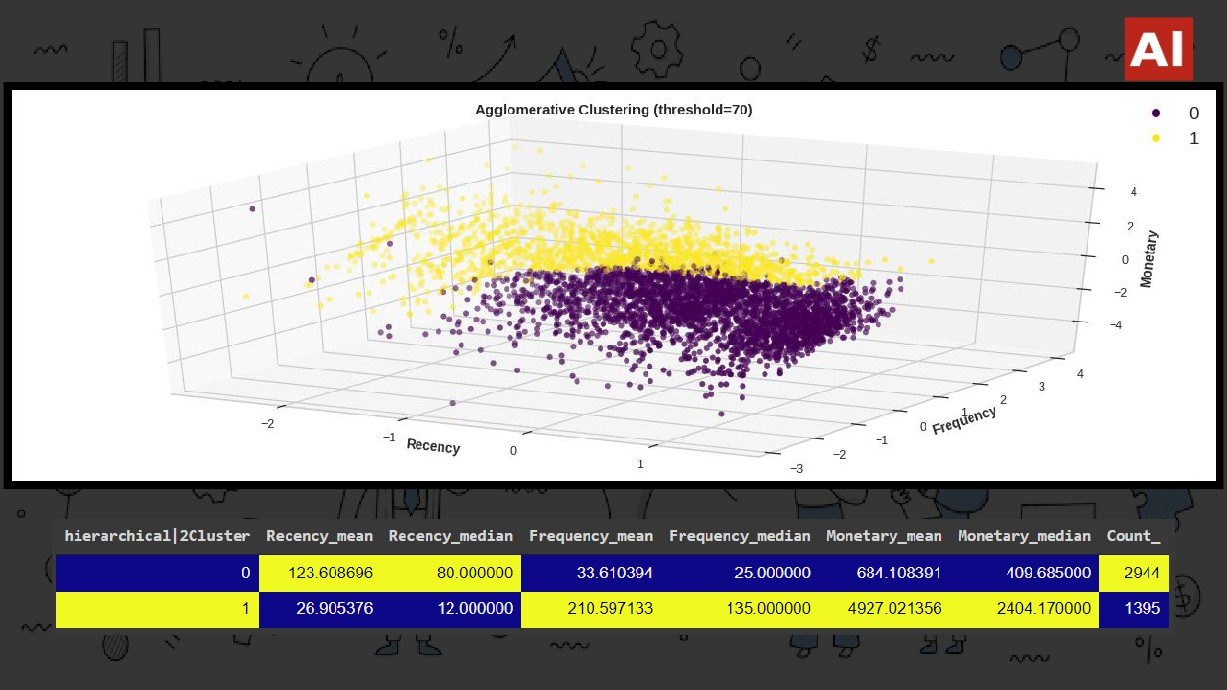 AI
Agglomerative Clustering (threshold=70)
0
1
4
2
0
−2
−4
Monetary
4
3
2
1
0
−1
−2
−3
Frequency
−2
−1
0
1
Recency
hierarchical|2Cluster Recency_mean Recency_median Frequency_mean Frequency_median Monetary_mean Monetary_median Count_
0 123.608696 80.000000 33.610394 25.000000 684.108391 409.685000 2944
1 26.905376 12.000000 210.597133 135.000000 4927.021356 2404.170000 1395